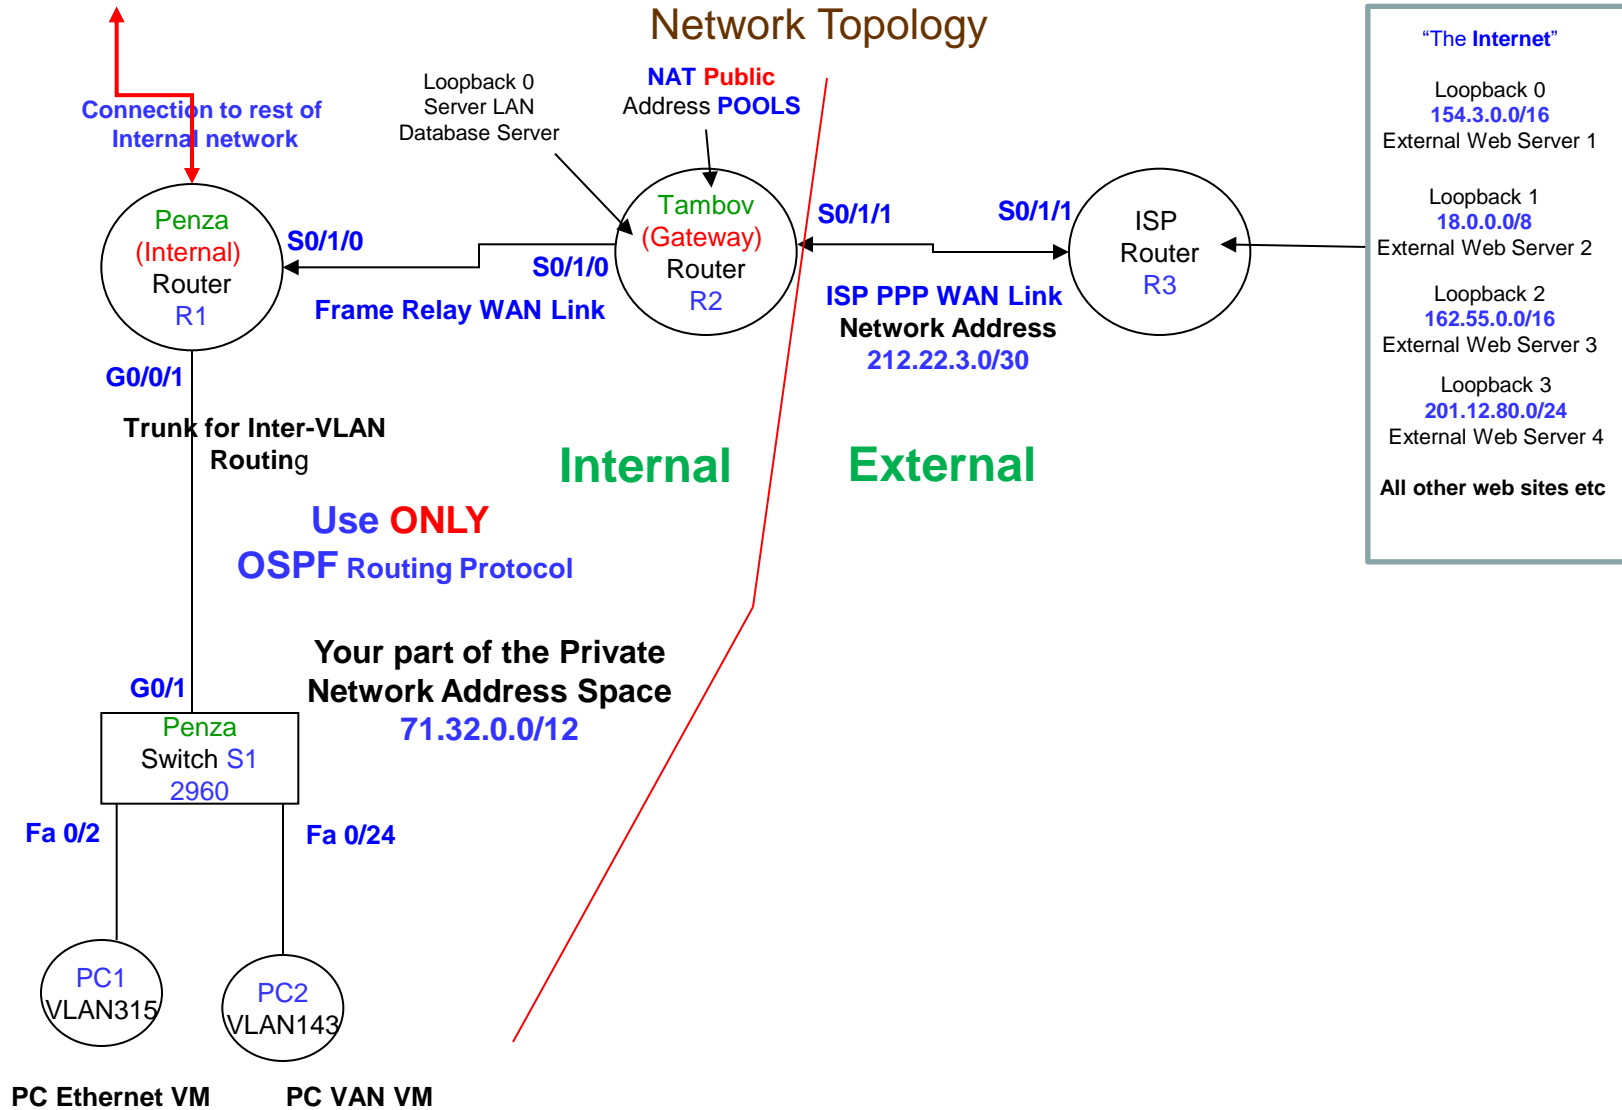 Network Topology
Connection to rest of
Internal network
Loopback 0
Server LAN
Database Server
NAT Public
Address POOLS
“The Internet”
Loopback 0
154.3.0.0/16
External Web Server 1
Loopback 1
18.0.0.0/8
External Web Server 2
Loopback 2
162.55.0.0/16
External Web Server 3
Loopback 3
201.12.80.0/24
External Web Server 4
All other web sites etc
Penza
(Internal)
Router
R1
S0/1/0
S0/1/0
Frame Relay WAN Link
Tambov
(Gateway)
Router
R2
S0/1/1
S0/1/1
ISP
Router
R3
ISP PPP WAN Link
Network Address
212.22.3.0/30
G0/0/1
Trunk for Inter-VLAN
Routing
Internal
External
Use ONLY
OSPF Routing Protocol
Your part of the Private
Network Address Space
71.32.0.0/12
G0/1
Penza
Switch S1
2960
Fa 0/2
Fa 0/24
PC1
VLAN315
PC2
VLAN143
PC Ethernet VM
PC VAN VM